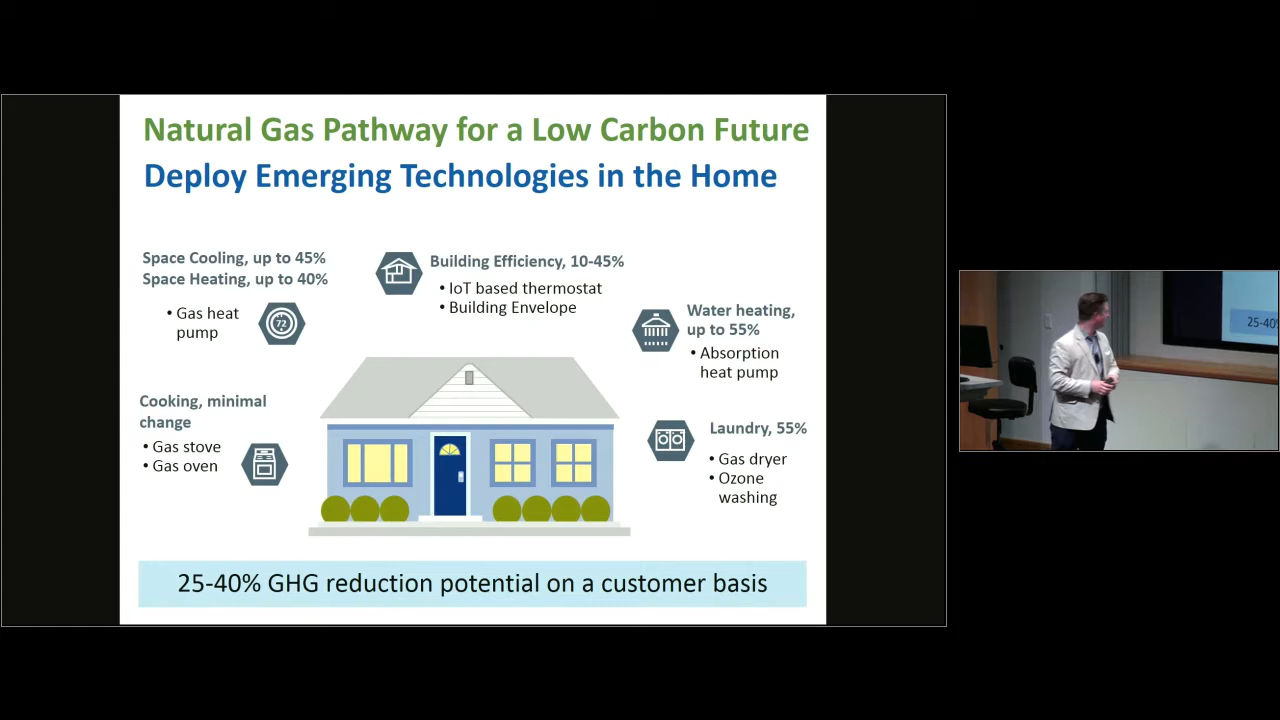 Natural Gas Pathway for a Low Carbon Future
Deploy Emerging Technologies in the Home
Space Cooling, up to 45%
Space Heating, up to 40%
• Gas heat
pump
72
Building Efficiency, 10-45%
• IoT based thermostat
• Building Envelope
Water heating,
up to 55%
• Absorption
heat pump
Cooking, minimal
change
• Gas stove
• Gas oven
Laundry, 55%
• Gas dryer
• Ozone
washing
25-40% GHG reduction potential on a customer basis
25-40%